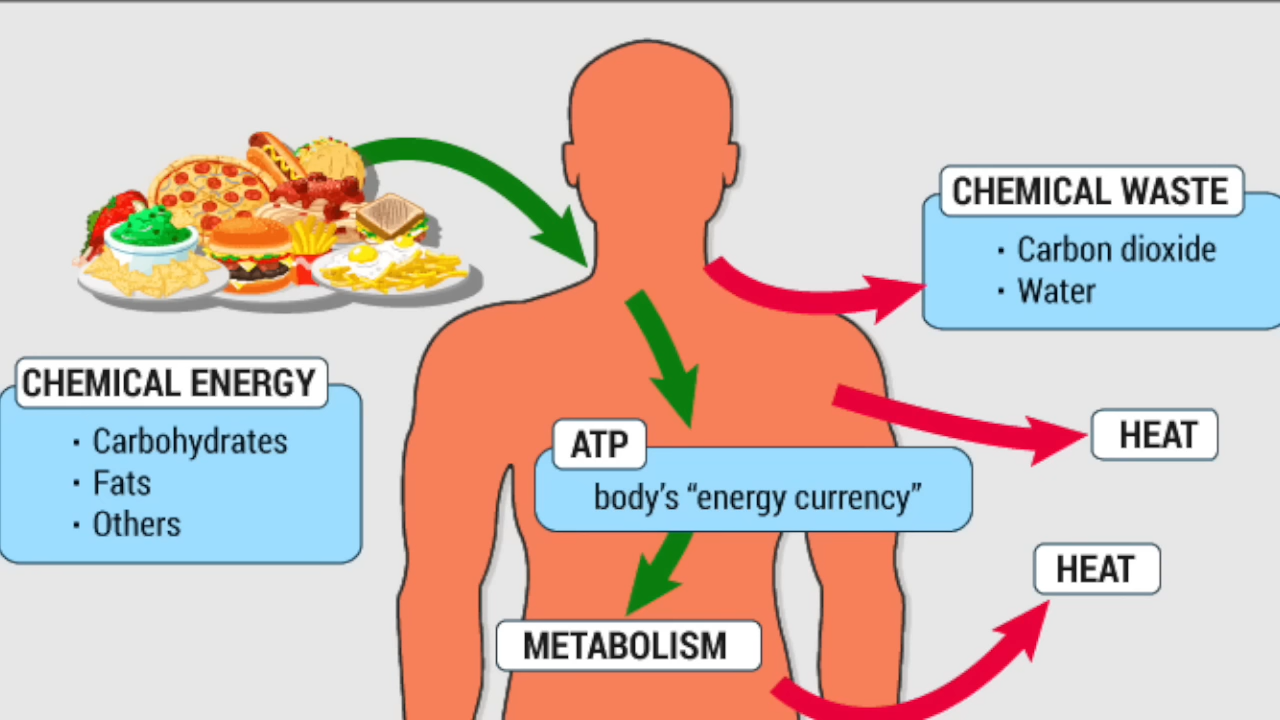 CHEMICAL ENERGY
· Carbohydrates
· Fats
· Others
ATP
body's “energy currency”
METABOLISM
CHEMICAL WASTE
· Carbon dioxide
· Water
HEAT
HEAT